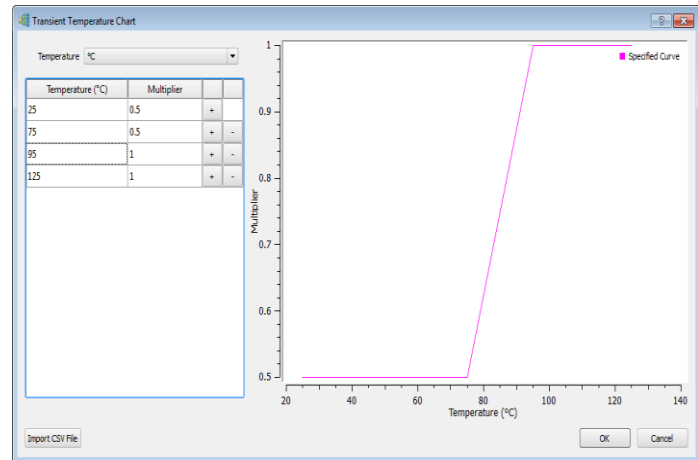 Transient Temperature Chart
Temperature °C
Temperature (°C) Multiplier
25 0.5 +
75 0.5 + -
95 1 + -
125 1 + -
Import CSV File
Specified Curve
Multiplier
1
0.9
0.8
0.7
0.6
0.5
20 40 60 80 100 120 140
Temperature (°C)
OK Cancel